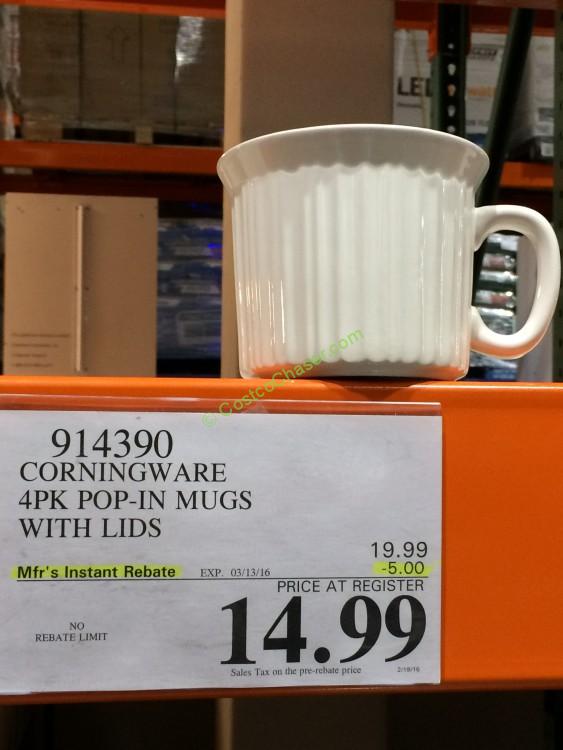 LED
© CostcoChaser.com
914390
CORNINGWARE
4PK POP-IN MUGS
WITH LIDS
19.99
Mfr's Instant Rebate EXP. 03/13/16 -5.00
PRICE AT REGISTER
14.99
NO
REBATE LIMIT
Sales Tax on the pre-rebate price 2/19/16